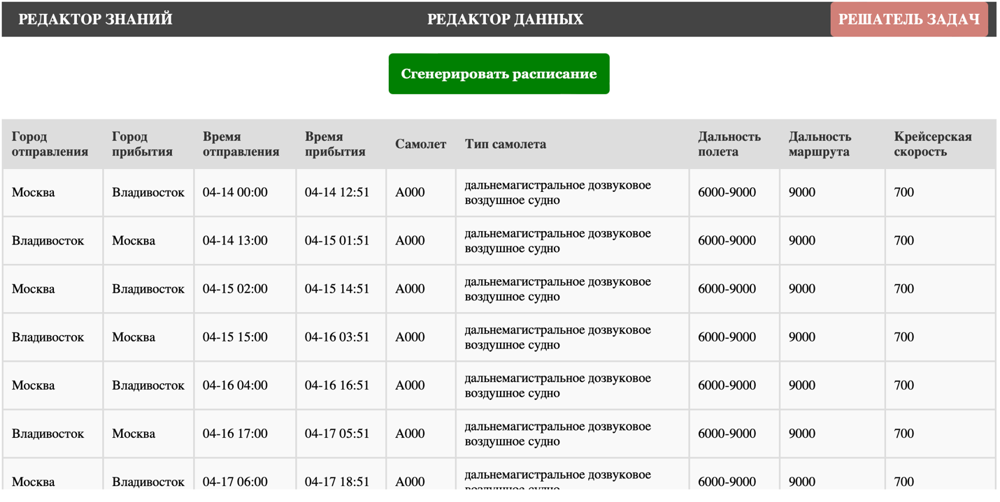 РЕДАКТОР ЗНАНИЙ РЕДАКТОР ДАННЫХ РЕШАТЕЛЬ ЗАДАЧ
Сгенерировать расписание
Город отправления Город прибытия Время отправления Время прибытия Самолет Тип самолета Дальность полета Дальность маршрута Крейсерская скорость
Москва Владивосток 04-14 00:00 04-14 12:51 A000 дальнемагистральное дозвуковое воздушное судно 6000-9000 9000 700
Владивосток Москва 04-14 13:00 04-15 01:51 A000 дальнемагистральное дозвуковое воздушное судно 6000-9000 9000 700
Москва Владивосток 04-15 02:00 04-15 14:51 A000 дальнемагистральное дозвуковое воздушное судно 6000-9000 9000 700
Владивосток Москва 04-15 15:00 04-16 03:51 A000 дальнемагистральное дозвуковое воздушное судно 6000-9000 9000 700
Москва Владивосток 04-16 04:00 04-16 16:51 A000 дальнемагистральное дозвуковое воздушное судно 6000-9000 9000 700
Владивосток Москва 04-16 17:00 04-17 05:51 A000 дальнемагистральное дозвуковое воздушное судно 6000-9000 9000 700
Москва Владивосток 04-17 06:00 04-17 18:51 A000 дальнемагистральное дозвуковое воздушное судно 6000-9000 9000 700